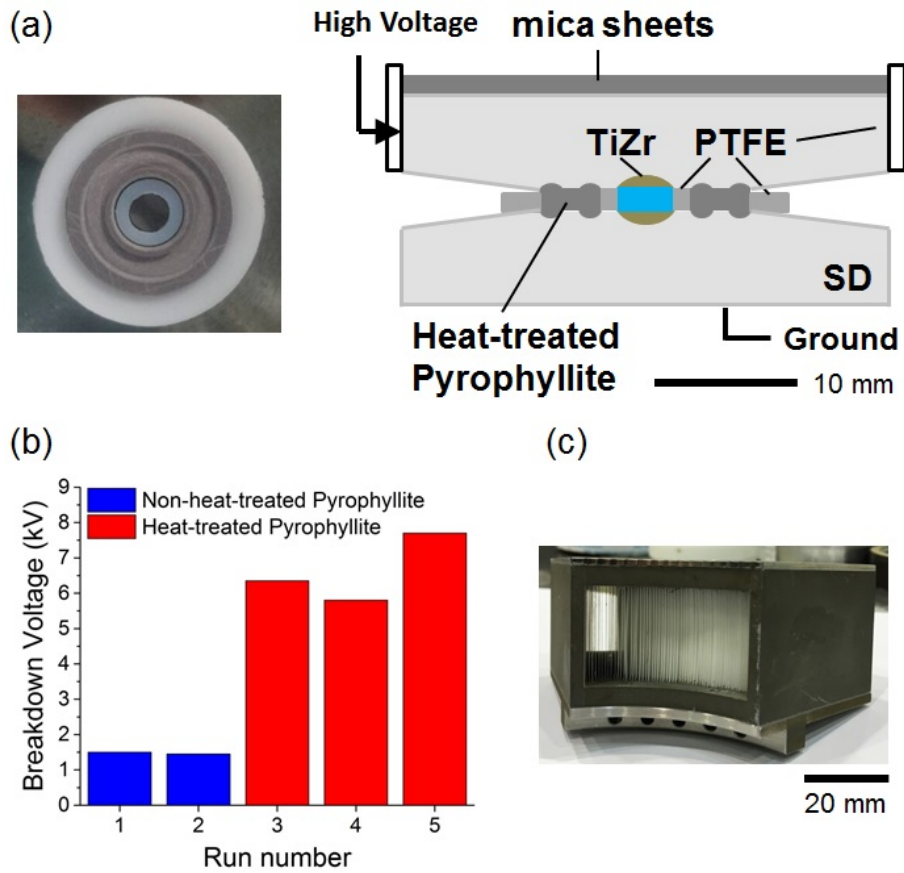 (a)
High Voltage
mica sheets
TiZr
PTFE
SD
Heat-treated
Pyrophyllite
Ground
10 mm
(b)
Breakdown Voltage (kV)
9
8
7
6
5
4
3
2
1
0
Non-heat-treated Pyrophyllite
Heat-treated Pyrophyllite
1 2 3 4 5
Run number
(c)
20 mm